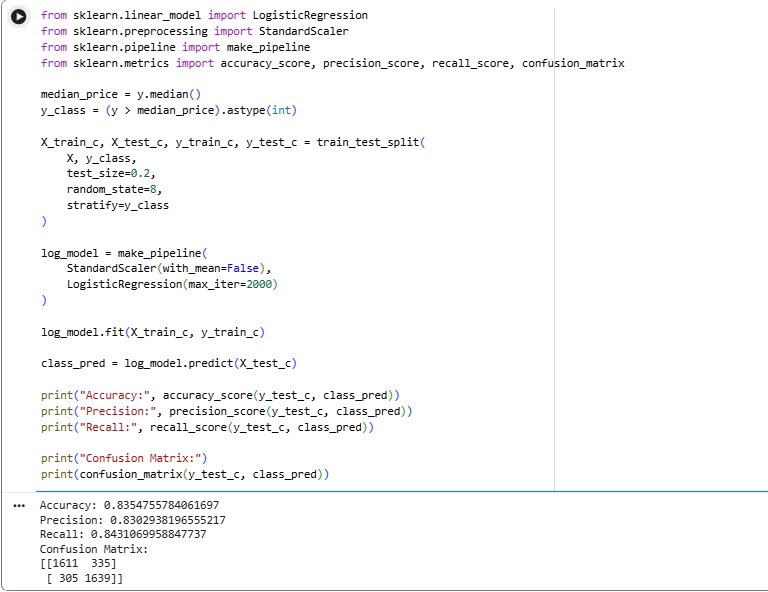 from sklearn.linear_model import LogisticRegression
from sklearn.preprocessing import StandardScaler
from sklearn.pipeline import make_pipeline
from sklearn.metrics import accuracy_score, precision_score, recall_score, confusion_matrix

median_price = y.median()
y_class = (y > median_price).astype(int)

X_train_c, X_test_c, y_train_c, y_test_c = train_test_split(
    X, y_class,
    test_size=0.2,
    random_state=8,
    stratify=y_class
)

log_model = make_pipeline(
    StandardScaler(with_mean=False),
    LogisticRegression(max_iter=2000)
)

log_model.fit(X_train_c, y_train_c)

class_pred = log_model.predict(X_test_c)

print("Accuracy:", accuracy_score(y_test_c, class_pred))
print("Precision:", precision_score(y_test_c, class_pred))
print("Recall:", recall_score(y_test_c, class_pred))

print("Confusion Matrix:")
print(confusion_matrix(y_test_c, class_pred))

Accuracy: 0.8354755784061697
Precision: 0.8302938196555217
Recall: 0.8431069958847737
Confusion Matrix:
[[1611  335]
 [ 305 1639]]